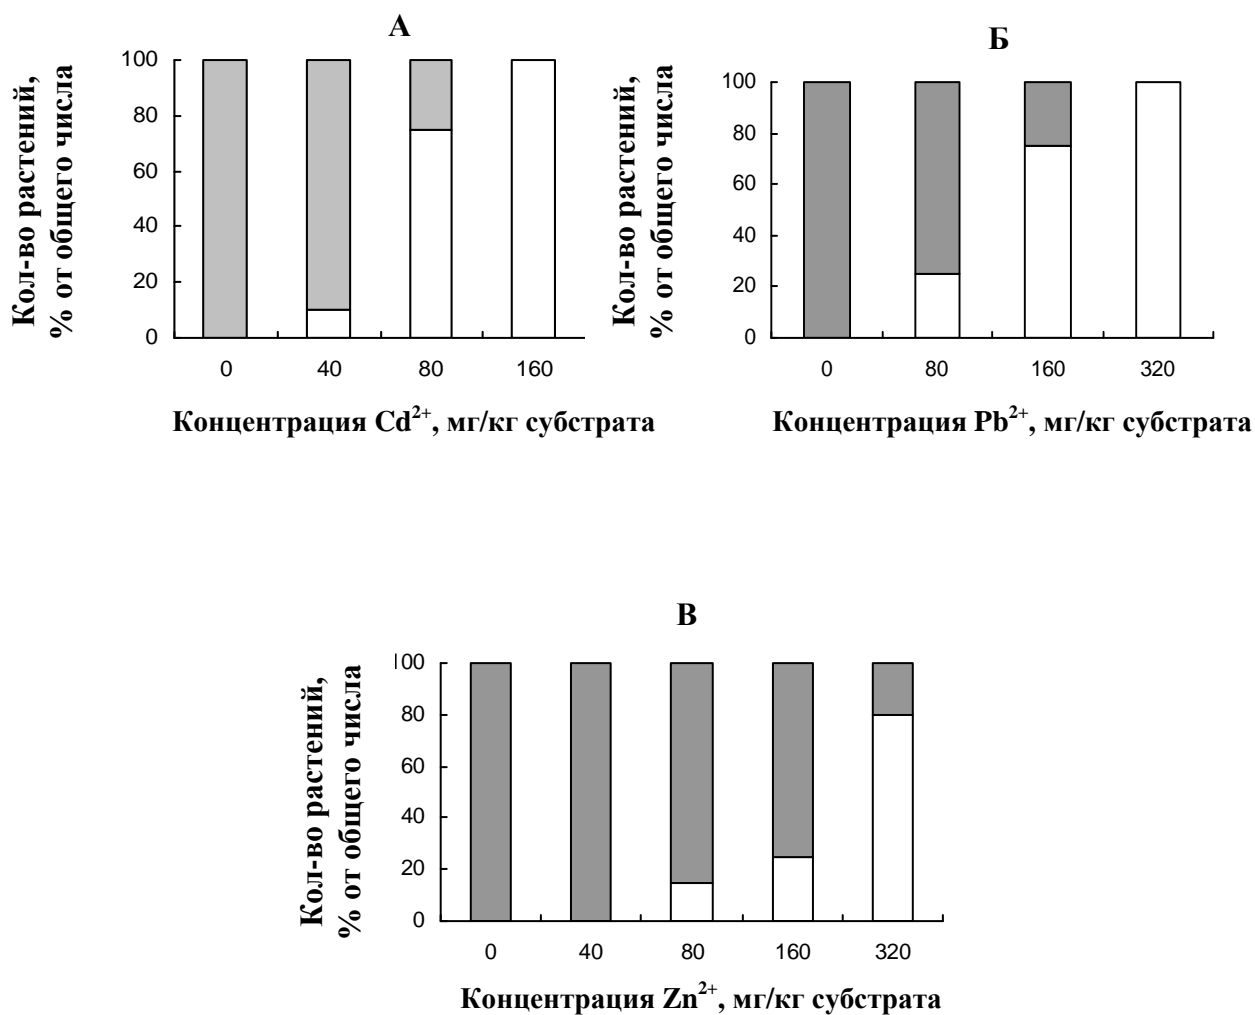 А
Кол-во растений,
% от общего числа
100
80
60
40
20
0
0 40 80 160
Концентрация Cd2+, мг/кг субстрата
Б
Кол-во растений,
% от общего числа
100
80
60
40
20
0
0 80 160 320
Концентрация Pb2+, мг/кг субстрата
В
Кол-во растений,
% от общего числа
100
80
60
40
20
0
0 40 80 160 320
Концентрация Zn2+, мг/кг субстрата